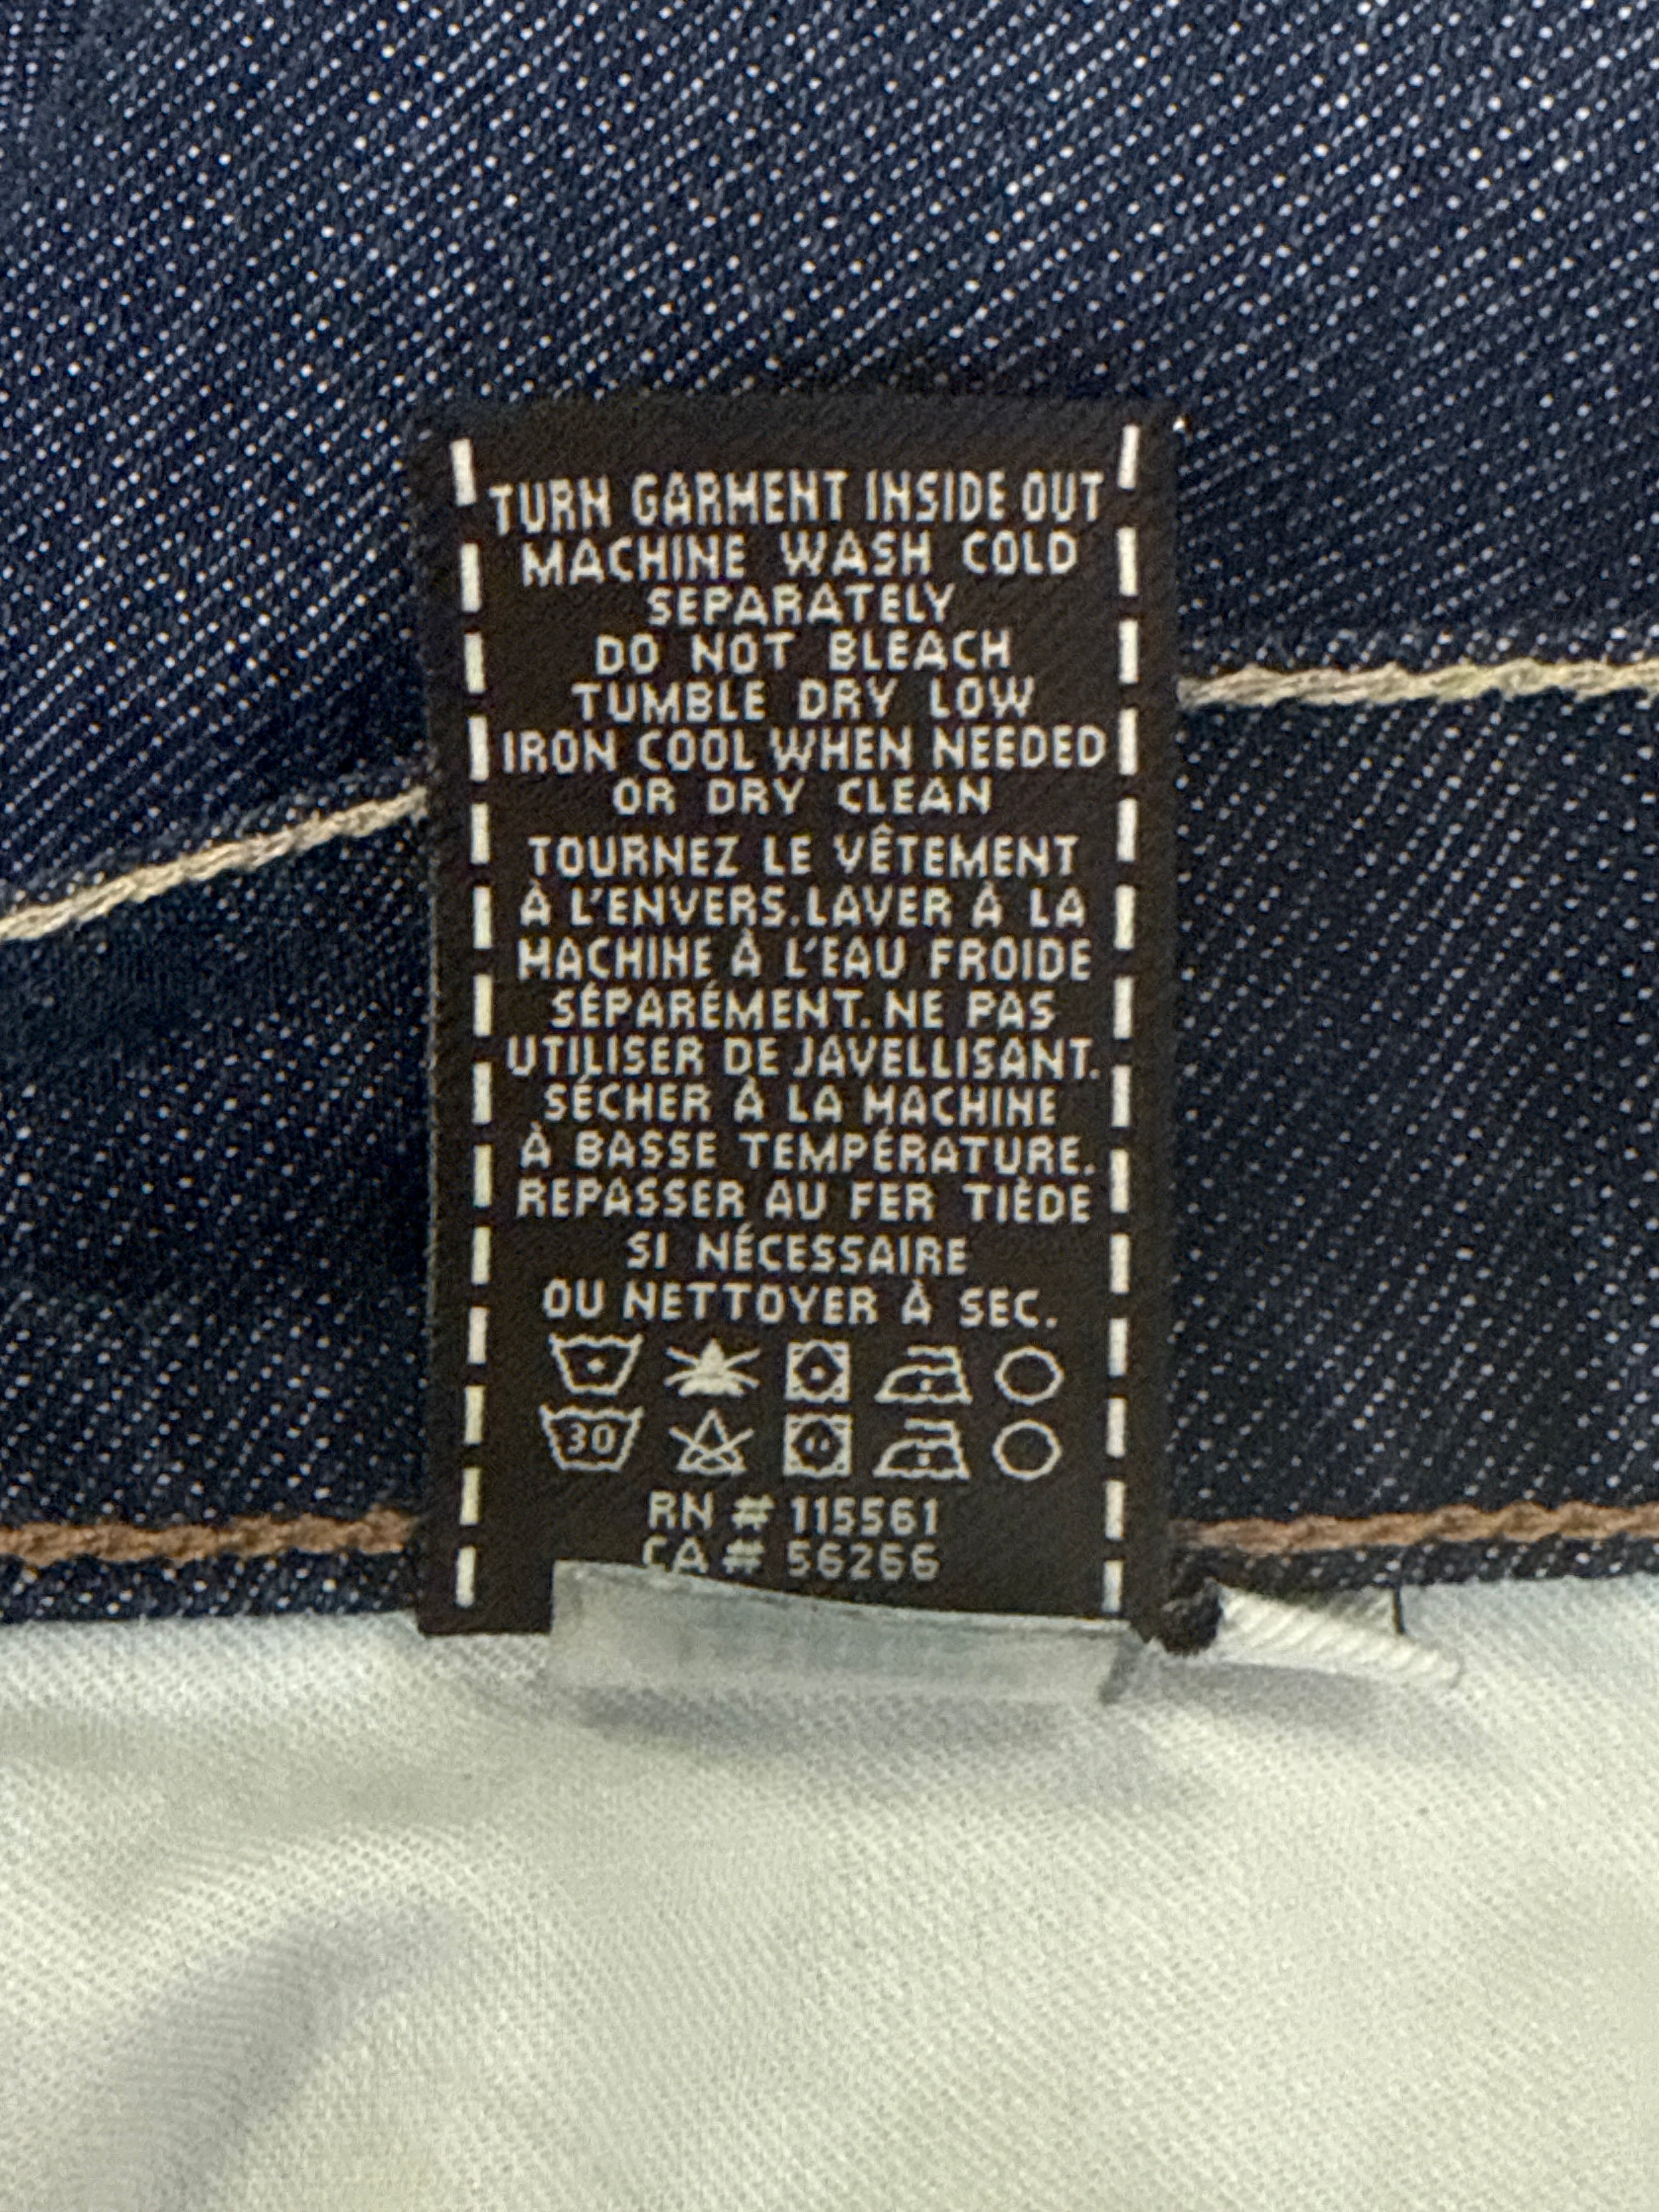 TURN GARMENT INSIDE OUT
MACHINE WASH COLD
SEPARATELY
DO NOT BLEACH
TUMBLE DRY LOW
IRON COOL WHEN NEEDED
OR DRY CLEAN
TOURNEZ LE VÊTEMENT
À L'ENVERS. LAVER À LA
MACHINE À L'EAU FROIDE
SÉPARÉMENT. NE PAS
UTILISER DE JAVELLISANT.
SÉCHER À LA MACHINE
À BASSE TEMPÉRATURE.
REPASSER AU FER TIÈDE
SI NÉCESSAIRE
OU NETTOYER À SEC.
30
RN # 115561
CA # 56266